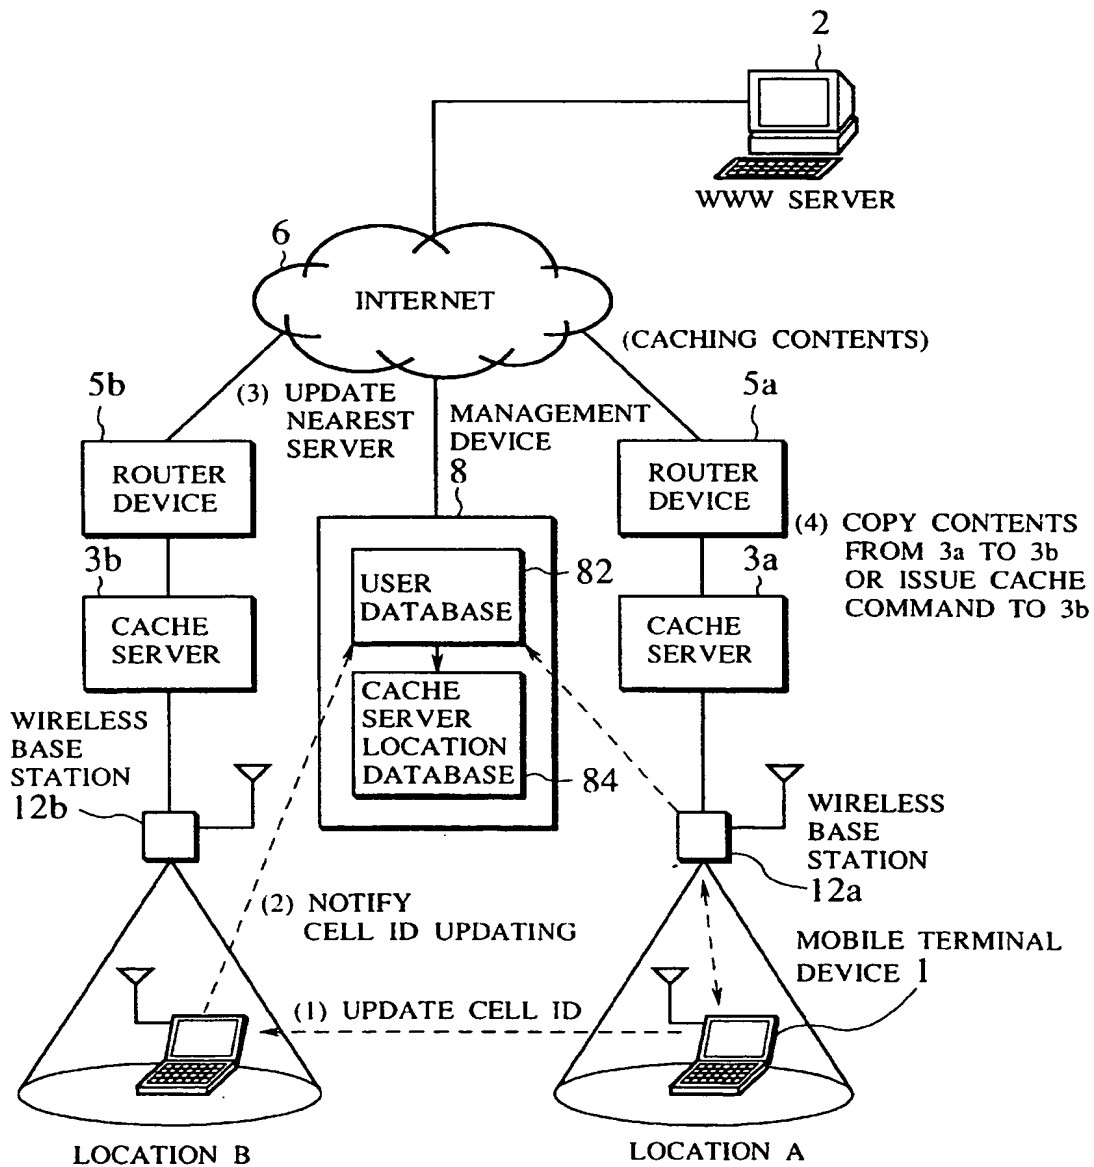 2
WWW SERVER
6
INTERNET
(CACHING CONTENTS)
5b
(3) UPDATE
NEAREST
SERVER
MANAGEMENT
DEVICE
8
5a
ROUTER
DEVICE
ROUTER
DEVICE
(4) COPY CONTENTS
FROM 3a TO 3b
OR ISSUE CACHE
COMMAND TO 3b
3b
USER
DATABASE
82
3a
CACHE
SERVER
CACHE
SERVER
CACHE
SERVER
LOCATION
DATABASE
84
WIRELESS
BASE
STATION
12b
WIRELESS
BASE
STATION
12a
(2) NOTIFY
CELL ID UPDATING
MOBILE TERMINAL
DEVICE 1
(1) UPDATE CELL ID
LOCATION B
LOCATION A